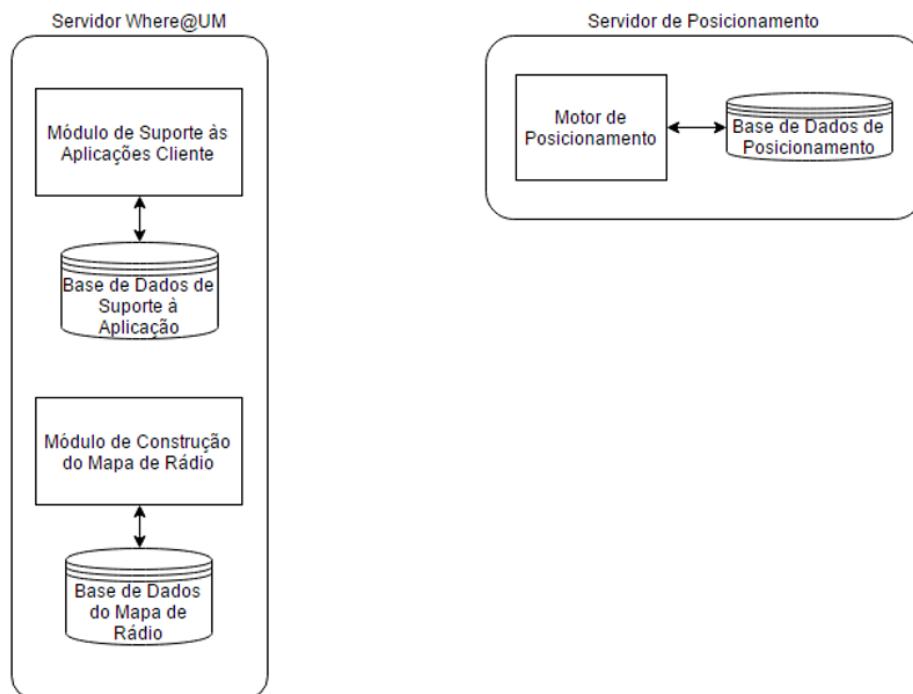 Servidor Where@UM
Módulo de Suporte às
Aplicações Cliente
Base de Dados de
Suporte à
Aplicação
Módulo de Construção
do Mapa de Rádio
Base de Dados
do Mapa de
Rádio
Servidor de Posicionamento
Motor de
Posicionamento
Base de Dados de
Posicionamento